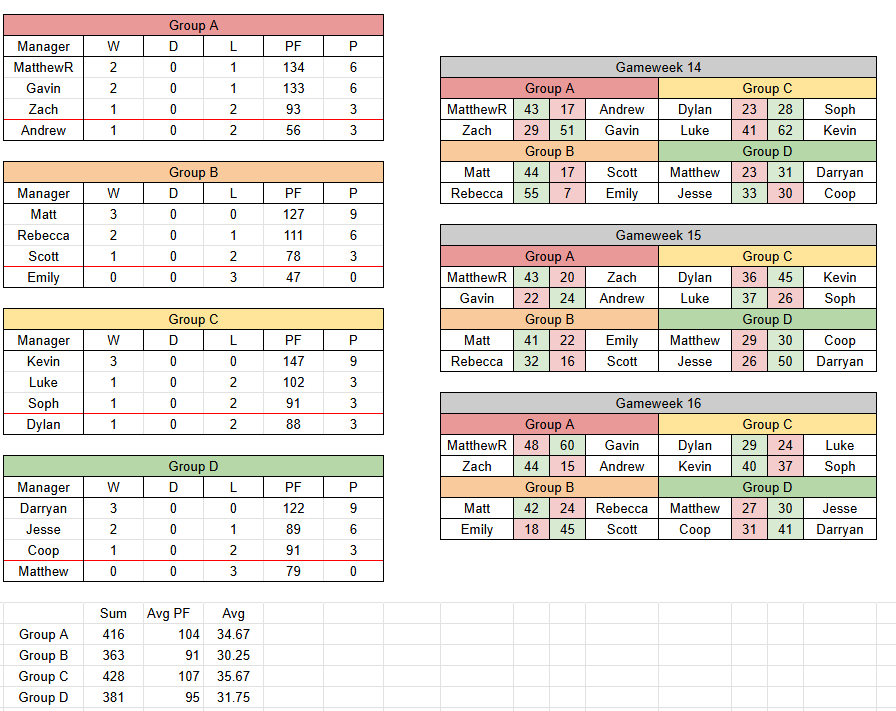 Group A
Manager W D L PF P
MatthewR 2 0 1 134 6
Gavin 2 0 1 133 6
Zach 1 0 2 93 3
Andrew 1 0 2 56 3
Group B
Manager W D L PF P
Matt 3 0 0 127 9
Rebecca 2 0 1 111 6
Scott 1 0 2 78 3
Emily 0 0 3 47 0
Group C
Manager W D L PF P
Kevin 3 0 0 147 9
Luke 1 0 2 102 3
Soph 1 0 2 91 3
Dylan 1 0 2 88 3
Group D
Manager W D L PF P
Darryan 3 0 0 122 9
Jesse 2 0 1 89 6
Coop 1 0 2 91 3
Matthew 0 0 3 79 0
Sum Avg PF Avg
Group A 416 104 34.67
Group B 363 91 30.25
Group C 428 107 35.67
Group D 381 95 31.75
Gameweek 14
Group A Group C
MatthewR 43 17 Andrew Dylan 23 28 Soph
Zach 29 51 Gavin Luke 41 62 Kevin
Group B Group D
Matt 44 17 Scott Matthew 23 31 Darryan
Rebecca 55 7 Emily Jesse 33 30 Coop
Gameweek 15
Group A Group C
MatthewR 43 20 Zach Dylan 36 45 Kevin
Gavin 22 24 Andrew Luke 37 26 Soph
Group B Group D
Matt 41 22 Emily Matthew 29 30 Coop
Rebecca 32 16 Scott Jesse 26 50 Darryan
Gameweek 16
Group A Group C
MatthewR 48 60 Gavin Dylan 29 24 Luke
Zach 44 15 Andrew Kevin 40 37 Soph
Group B Group D
Matt 42 24 Rebecca Matthew 27 30 Jesse
Emily 18 45 Scott Coop 31 41 Darryan